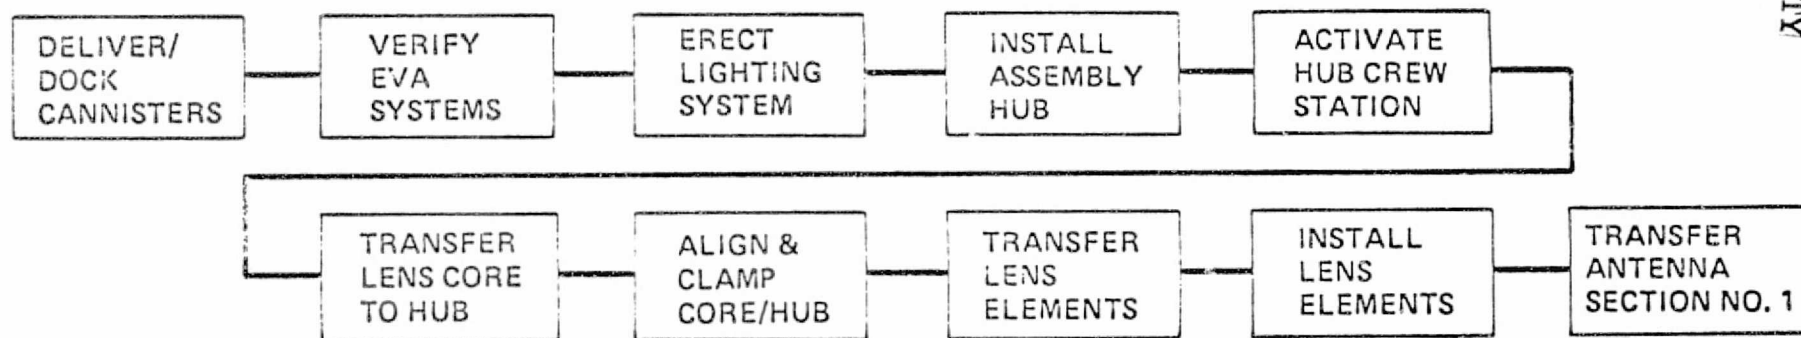 DELIVER/
DOCK
CANNISTERS
VERIFY
EVA
SYSTEMS
ERECT
LIGHTING
SYSTEM
INSTALL
ASSEMBLY
HUB
ACTIVATE
HUB CREW
STATION
TRANSFER
LENS CORE
TO HUB
ALIGN &
CLAMP
CORE/HUB
TRANSFER
LENS
ELEMENTS
INSTALL
LENS
ELEMENTS
TRANSFER
ANTENNA
SECTION NO. 1